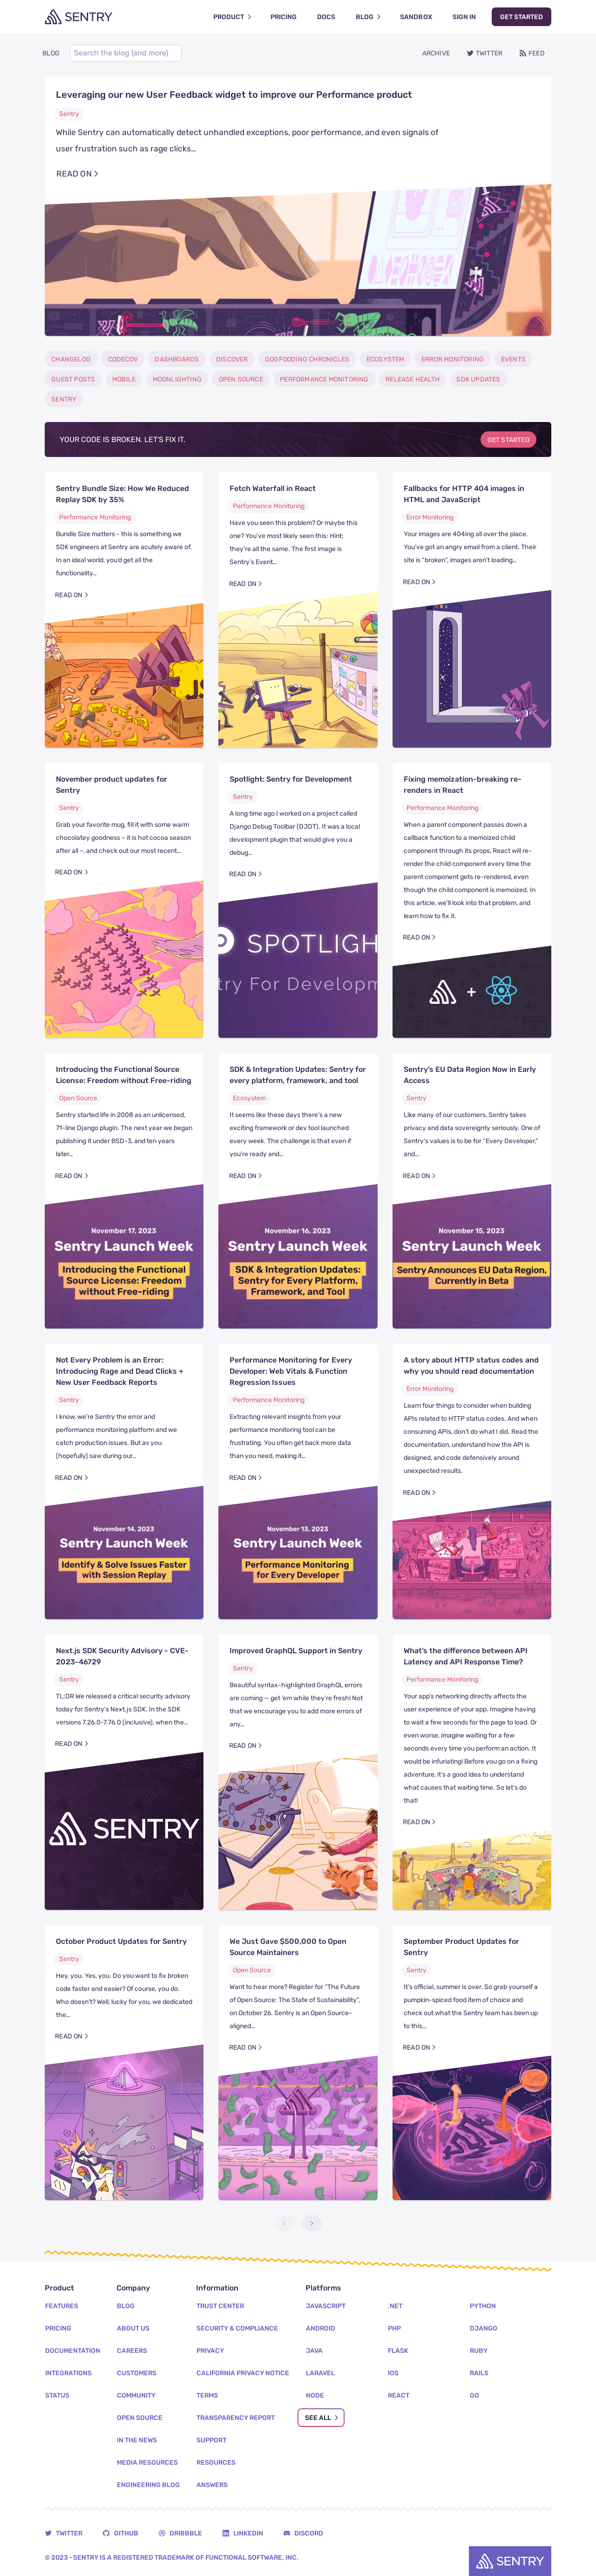 SENTRY
PRODUCT
PRICING
DOCS
BLOG
SANDBOX
SIGN IN
GET STARTED
BLOG
Search the blog (and more)
ARCHIVE
TWITTER
FEED
Leveraging our new User Feedback widget to improve our Performance product
Sentry
While Sentry can automatically detect unhandled exceptions, poor performance, and even signals of
user frustration such as rage clicks…
READ ON
CHANGELOG
CODECOV
DASHBOARDS
DISCOVER
DOGFOODING CHRONICLES
ECOSYSTEM
ERROR MONITORING
EVENTS
GUEST POSTS
MOBILE
MOONLIGHTING
OPEN SOURCE
PERFORMANCE MONITORING
RELEASE HEALTH
SDK UPDATES
SENTRY
YOUR CODE IS BROKEN. LET'S FIX IT.
GET STARTED
Sentry Bundle Size: How We Reduced
Replay SDK by 35%
Performance Monitoring
Bundle Size matters - this is something we
SDK engineers at Sentry are acutely aware of.
In an ideal world, you'd get all the
functionality…
READ ON
JS
Fetch Waterfall in React
Performance Monitoring
Have you seen this problem? Or maybe this
one? You've most likely seen this: Hint:
they're all the same. The first image is
Sentry's Event…
READ ON
Fallbacks for HTTP 404 images in
HTML and JavaScript
Error Monitoring
Your images are 404ing all over the place.
You've got an angry email from a client. Their
site is "broken", images aren't loading…
READ ON
November product updates for
Sentry
Sentry
Grab your favorite mug, fill it with some warm
chocolatey goodness – it is hot cocoa season
after all –, and check out our most recent…
READ ON
Spotlight: Sentry for Development
Sentry
A long time ago I worked on a project called
Django Debug Toolbar (DJDT). It was a local
development plugin that would give you a
debug…
READ ON
SPOTLIGH
try For Developm
Fixing memoization-breaking re-
renders in React
Performance Monitoring
When a parent component passes down a
callback function to a memoized child
component through its props, React will re-
render the child component every time the
parent component gets re-rendered, even
though the child component is memoized. In
this article, we'll look into that problem, and
learn how to fix it.
READ ON
+
Introducing the Functional Source
License: Freedom without Free-riding
Open Source
Sentry started life in 2008 as an unlicensed,
71-line Django plugin. The next year we began
publishing it under BSD-3, and ten years
later…
READ ON
November 17, 2023
Sentry Launch Week
Introducing the Functional
Source License: Freedom
without Free-riding
SDK & Integration Updates: Sentry for
every platform, framework, and tool
Ecosystem
It seems like these days there's a new
exciting framework or dev tool launched
every week. The challenge is that even if
you're ready and…
READ ON
November 16, 2023
Sentry Launch Week
SDK & Integration Updates:
Sentry for Every Platform,
Framework, and Tool
Sentry's EU Data Region Now in Early
Access
Sentry
Like many of our customers, Sentry takes
privacy and data sovereignty seriously. One of
Sentry's values is to be for "Every Developer,"
and…
READ ON
November 15, 2023
Sentry Launch Week
Sentry Announces EU Data Region,
Currently in Beta
Not Every Problem is an Error:
Introducing Rage and Dead Clicks +
New User Feedback Reports
Sentry
I know, we're Sentry the error and
performance monitoring platform and we
catch production issues. But as you
(hopefully) saw during our…
READ ON
November 14, 2023
Sentry Launch Week
Identify & Solve Issues Faster
with Session Replay
Performance Monitoring for Every
Developer: Web Vitals & Function
Regression Issues
Performance Monitoring
Extracting relevant insights from your
performance monitoring tool can be
frustrating. You often get back more data
than you need, making it…
READ ON
November 13, 2023
Sentry Launch Week
Performance Monitoring
for Every Developer
A story about HTTP status codes and
why you should read documentation
Error Monitoring
Learn four things to consider when building
APIs related to HTTP status codes. And when
consuming APIs, don't do what I did. Read the
documentation, understand how the API is
designed, and code defensively around
unexpected results.
READ ON
Next.js SDK Security Advisory - CVE-
2023-46729
Sentry
TL;DR We released a critical security advisory
today for Sentry's Next.js SDK. In the SDK
versions 7.26.0-7.76.0 (inclusive), when the…
READ ON
SENTRY
Improved GraphQL Support in Sentry
Sentry
Beautiful syntax-highlighted GraphQL errors
are coming — get 'em while they're fresh! Not
that we encourage you to add more errors of
any…
READ ON
What's the difference between API
Latency and API Response Time?
Performance Monitoring
Your app's networking directly affects the
user experience of your app. Imagine having
to wait a few seconds for the page to load. Or
even worse, imagine waiting for a few
seconds every time you perform an action. It
would be infuriating! Before you go on a fixing
adventure, it's a good idea to understand
what causes that waiting time. So let's do
that!
READ ON
October Product Updates for Sentry
Sentry
Hey, you. Yes, you. Do you want to fix broken
code faster and easier? Of course, you do.
Who doesn't?! Well, lucky for you, we dedicated
the…
READ ON
We Just Gave $500,000 to Open
Source Maintainers
Open Source
Want to hear more? Register for "The Future
of Open Source: The State of Sustainability",
on October 26. Sentry is an Open Source-
aligned…
READ ON
September Product Updates for
Sentry
Sentry
It's official, summer is over. So grab yourself a
pumpkin-spiced food item of choice and
check out what the Sentry team has been up
to this…
READ ON
Product
FEATURES
PRICING
DOCUMENTATION
INTEGRATIONS
STATUS
Company
BLOG
ABOUT US
CAREERS
CUSTOMERS
COMMUNITY
OPEN SOURCE
IN THE NEWS
MEDIA RESOURCES
ENGINEERING BLOG
Information
TRUST CENTER
SECURITY & COMPLIANCE
PRIVACY
CALIFORNIA PRIVACY NOTICE
TERMS
TRANSPARENCY REPORT
SUPPORT
RESOURCES
ANSWERS
Platforms
JAVASCRIPT
ANDROID
JAVA
LARAVEL
NODE
SEE ALL
.NET
PHP
FLASK
IOS
REACT
PYTHON
DJANGO
RUBY
RAILS
GO
TWITTER
GITHUB
DRIBBBLE
LINKEDIN
DISCORD
© 2023 • SENTRY IS A REGISTERED TRADEMARK OF FUNCTIONAL SOFTWARE, INC.
SENTRY